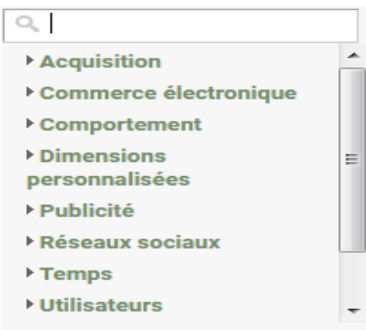 Acquisition
Commerce électronique
Comportement
Dimensions
personnalisées
Publicité
Réseaux sociaux
Temps
Utilisateurs